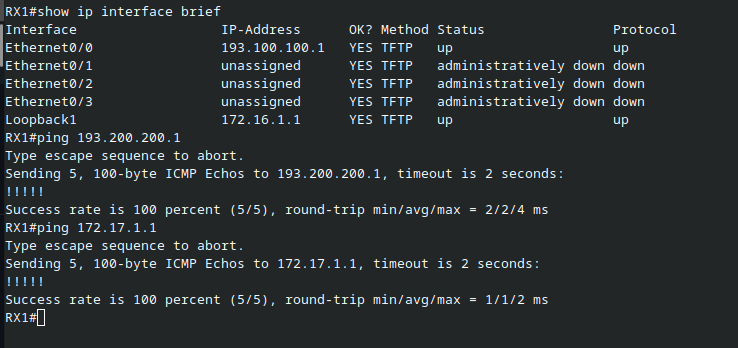 RX1#show ip interface brief
Interface                  IP-Address      OK? Method Status                Protocol
Ethernet0/0                193.100.100.1   YES TFTP   up                    up
Ethernet0/1                unassigned      YES TFTP   administratively down down
Ethernet0/2                unassigned      YES TFTP   administratively down down
Ethernet0/3                unassigned      YES TFTP   administratively down down
Loopback1                  172.16.1.1      YES TFTP   up                    up
RX1#ping 193.200.200.1
Type escape sequence to abort.
Sending 5, 100-byte ICMP Echos to 193.200.200.1, timeout is 2 seconds:
!!!!!
Success rate is 100 percent (5/5), round-trip min/avg/max = 2/2/4 ms
RX1#ping 172.17.1.1
Type escape sequence to abort.
Sending 5, 100-byte ICMP Echos to 172.17.1.1, timeout is 2 seconds:
!!!!!
Success rate is 100 percent (5/5), round-trip min/avg/max = 1/1/2 ms
RX1#